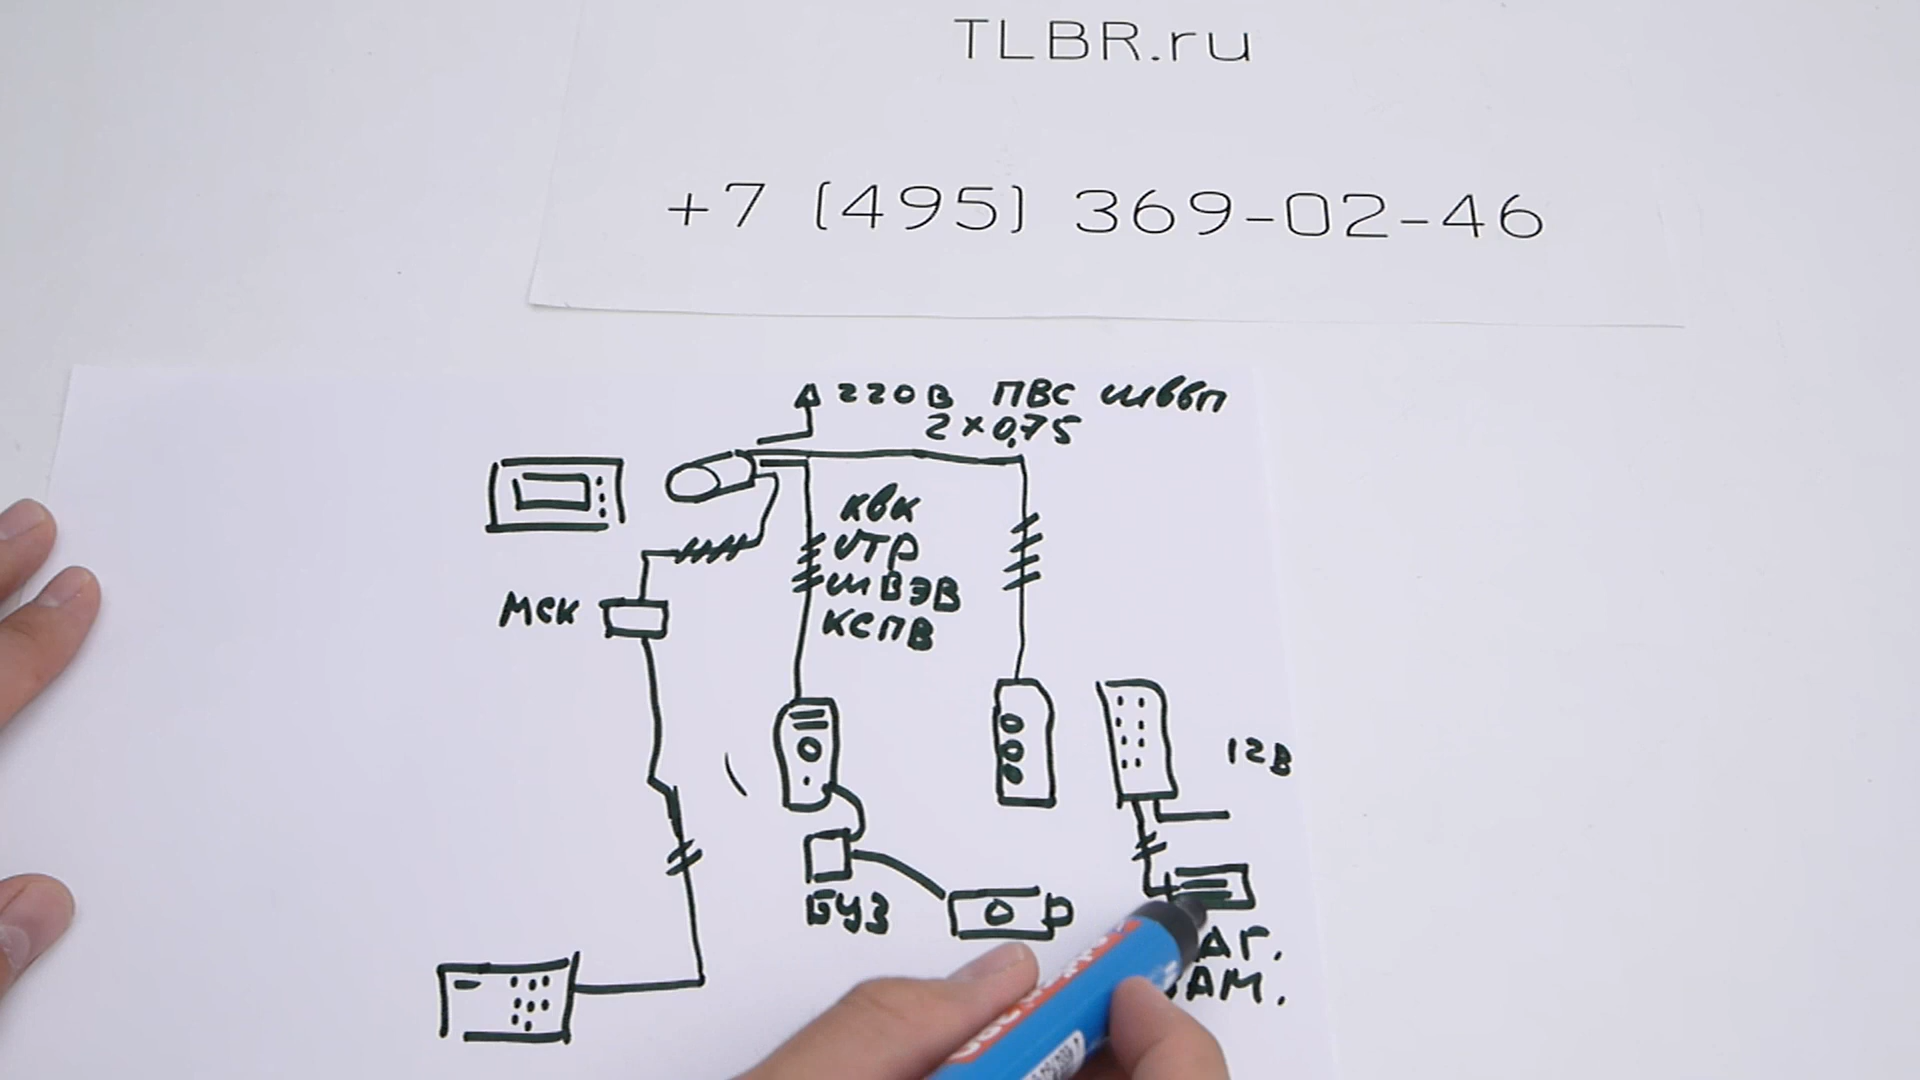 TLBR.ru
+7 (495) 369-02-46
220В ПВС ШВВП
2×0,75
КВК
UTP
ШВЭВ
КСПВ
МСК
12В
БУЗ